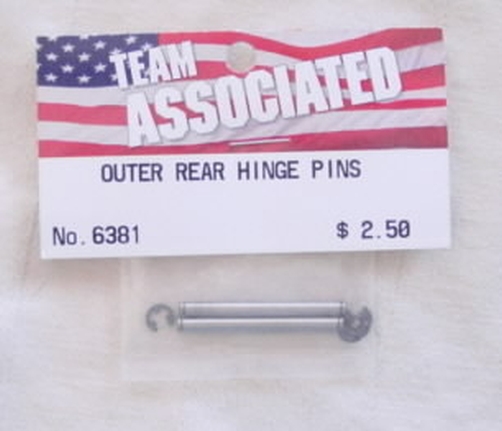 TEAM
ASSOCIATED
OUTER REAR HINGE PINS
No. 6381 $ 2.50